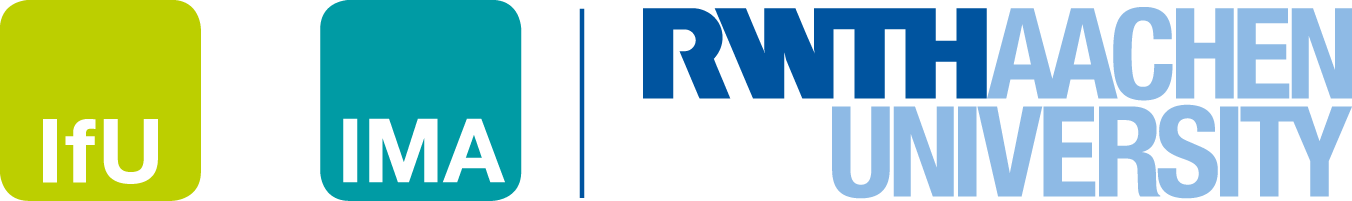 IfU
IMA
RWTHAACHEN
UNIVERSITY